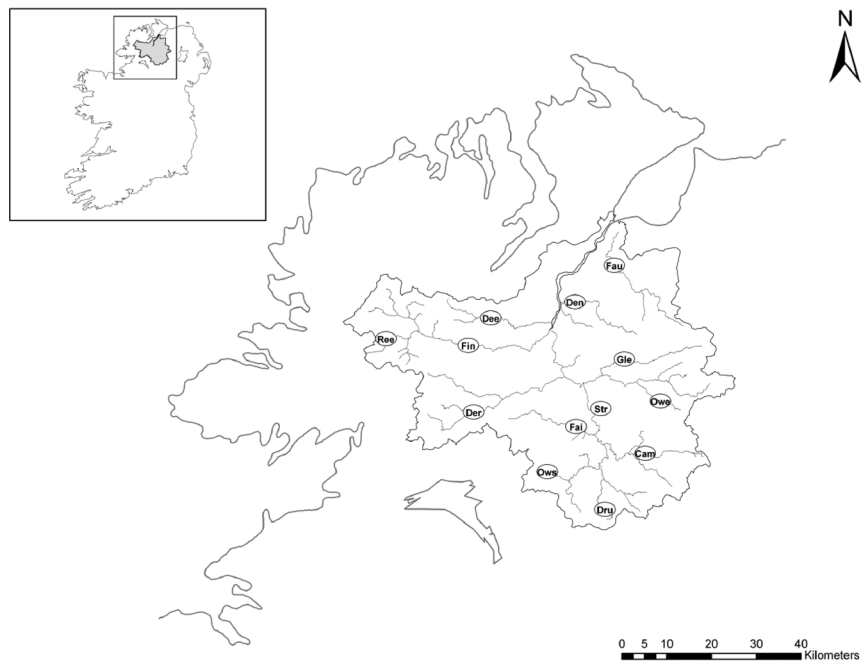 N
Fau
Den
Dee
Ree
Fin
Gle
Owe
Der
Str
Fai
Cam
Ows
Dru
0 5 10 20 30 40
Kilometers